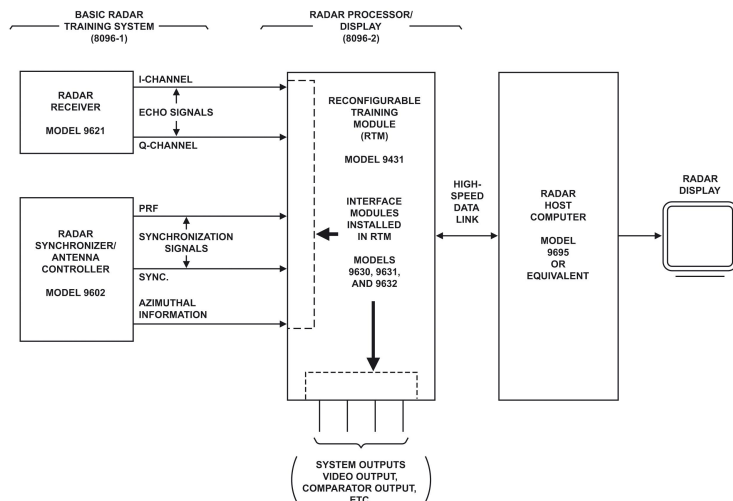 BASIC RADAR
TRAINING SYSTEM
(8096-1)
RADAR PROCESSOR/
DISPLAY
(8096-2)
RADAR
RECEIVER
MODEL 9621
I-CHANNEL
ECHO SIGNALS
Q-CHANNEL
RADAR
SYNCHRONIZER/
ANTENNA
CONTROLLER
MODEL 9602
PRF
SYNCHRONIZATION
SIGNALS
SYNC.
AZIMUTHAL
INFORMATION
RECONFIGURABLE
TRAINING
MODULE
(RTM)
MODEL 9431
INTERFACE
MODULES
INSTALLED
IN RTM
MODELS
9630, 9631,
AND 9632
HIGH-
SPEED
DATA
LINK
RADAR
HOST
COMPUTER
MODEL
9695
OR
EQUIVALENT
RADAR
DISPLAY
SYSTEM OUTPUTS
VIDEO OUTPUT,
COMPARATOR OUTPUT,
ETC.